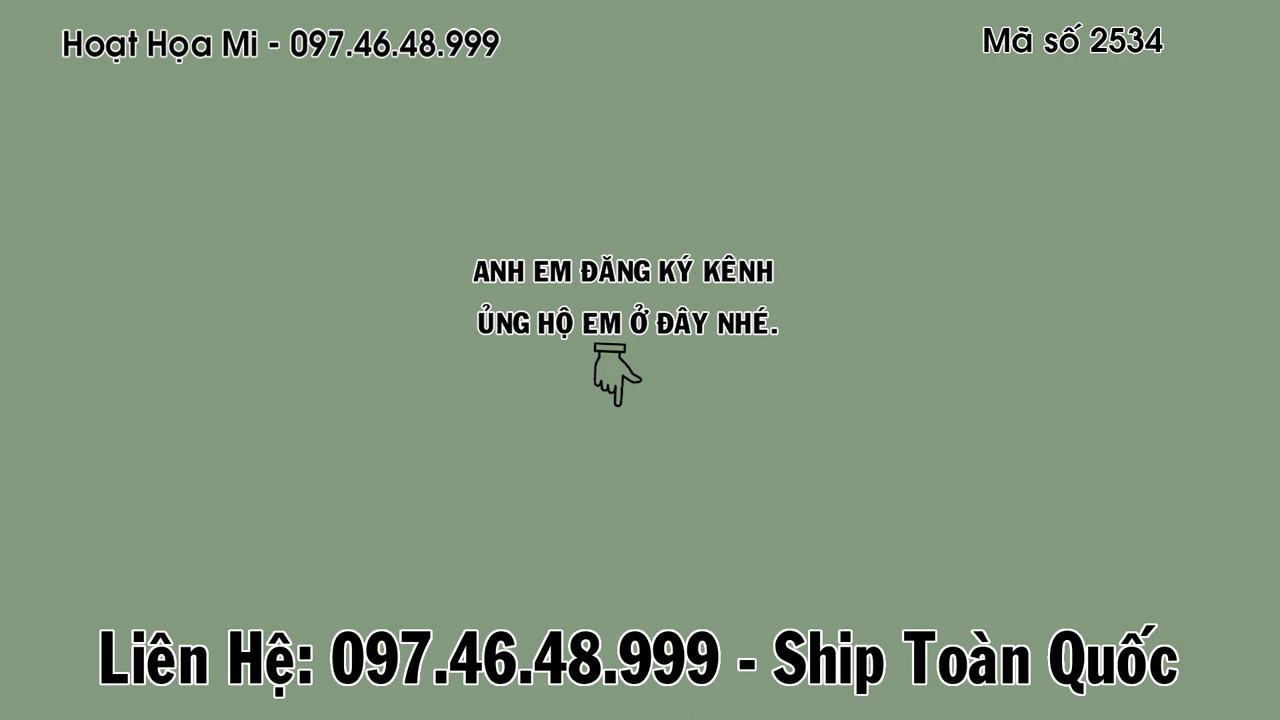 Hoạt Họa Mi - 097.46.48.999
Mã số 2534
ANH EM ĐĂNG KÝ KÊNH
ỦNG HỘ EM Ở ĐÂY NHÉ.
Liên Hệ: 097.46.48.999 - Ship Toàn Quốc